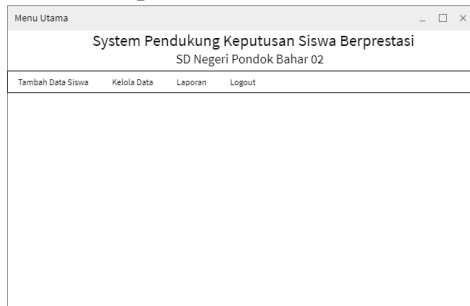 Menu Utama
System Pendukung Keputusan Siswa Berprestasi
SD Negeri Pondok Bahar 02
Tambah Data Siswa Kelola Data Laporan Logout